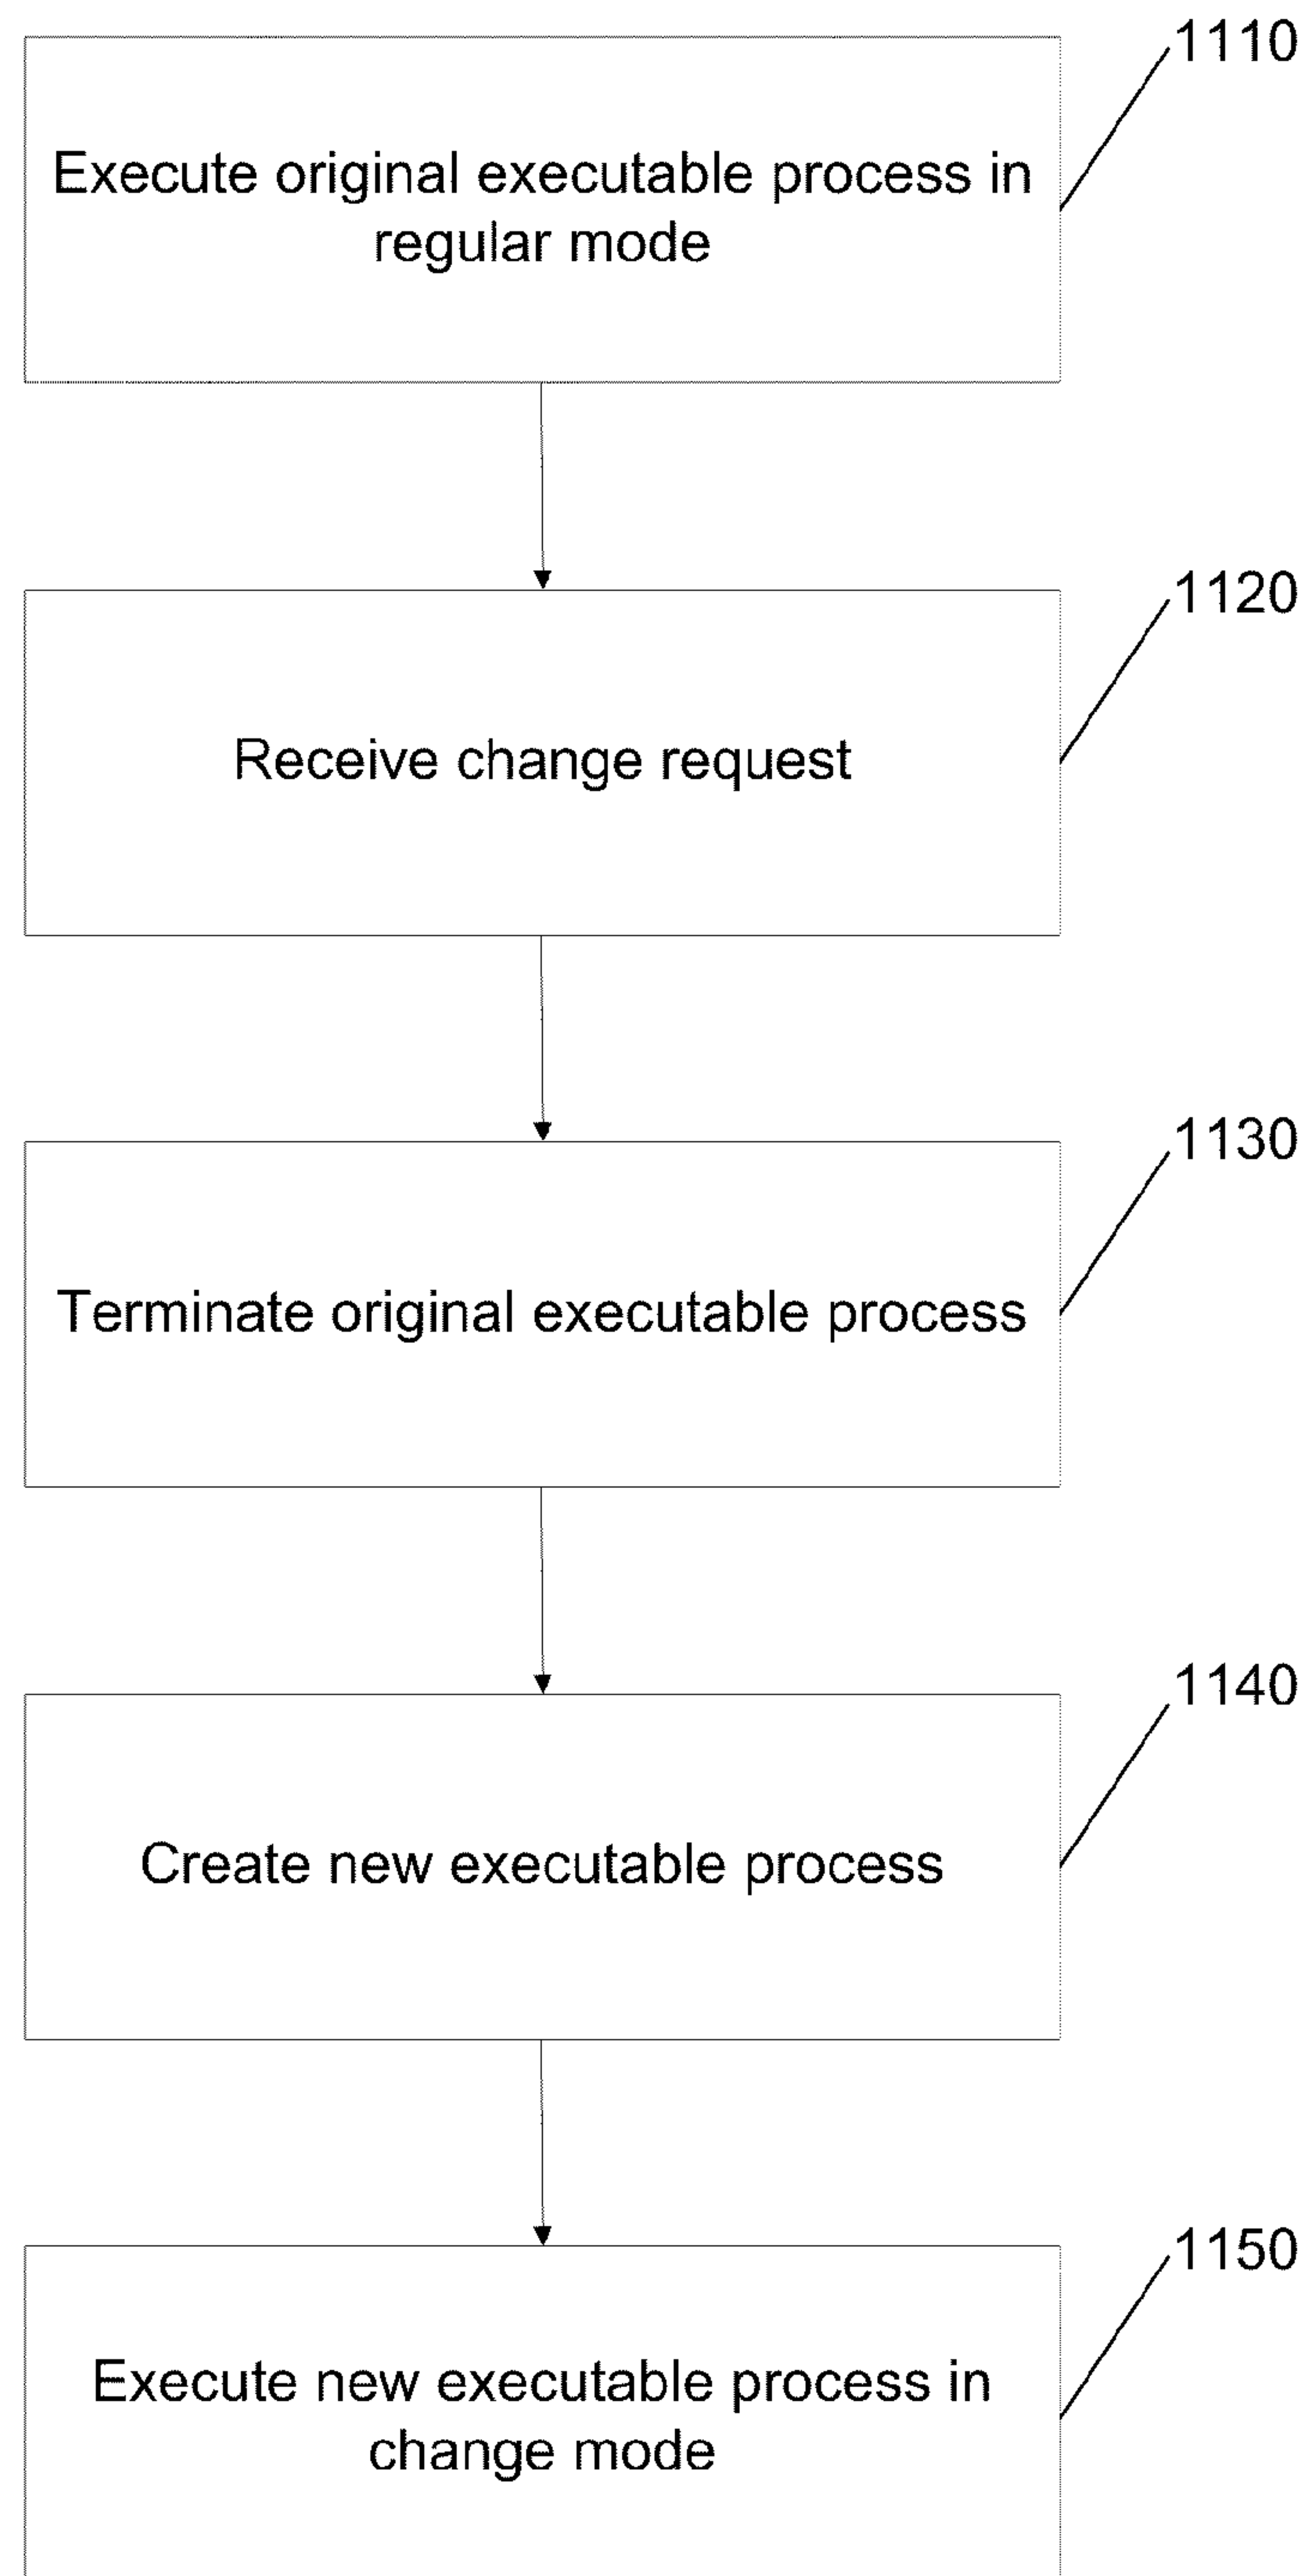 1110
Execute original executable process in
regular mode
1120
Receive change request
1130
Terminate original executable process
1140
Create new executable process
1150
Execute new executable process in
change mode